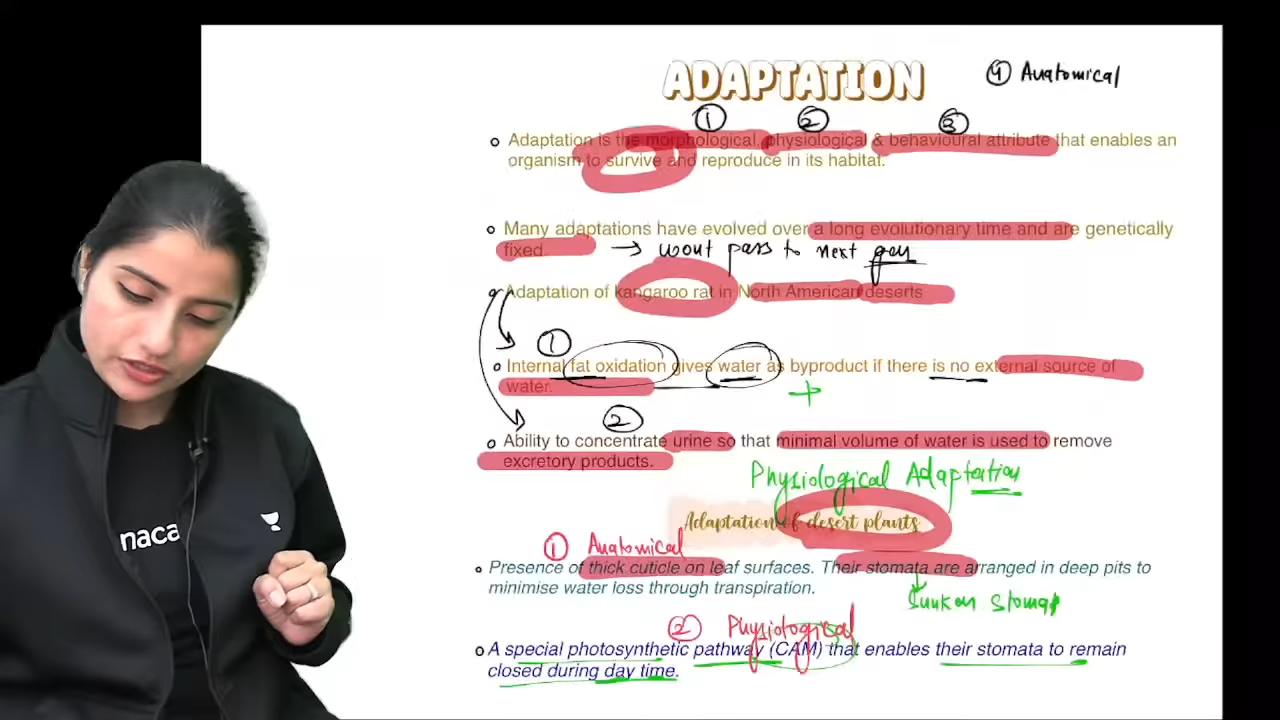 ADAPTATION
④ Anatomical
① ② ③
Adaptation is the morphological, physiological & behavioural attribute that enables an
organism to survive and reproduce in its habitat.
Many adaptations have evolved over a long evolutionary time and are genetically
fixed. → wont pass to next gen
Adaptation of kangaroo rat in North American deserts
①
Internal fat oxidation gives water as byproduct if there is no external source of
water.
+
②
Ability to concentrate urine so that minimal volume of water is used to remove
excretory products.
Physiological Adaptation
Adaptation of desert plants
① Anatomical
Presence of thick cuticle on leaf surfaces. Their stomata are arranged in deep pits to
minimise water loss through transpiration.
Sunken stomata
② Physiological
A special photosynthetic pathway (CAM) that enables their stomata to remain
closed during day time.
naca